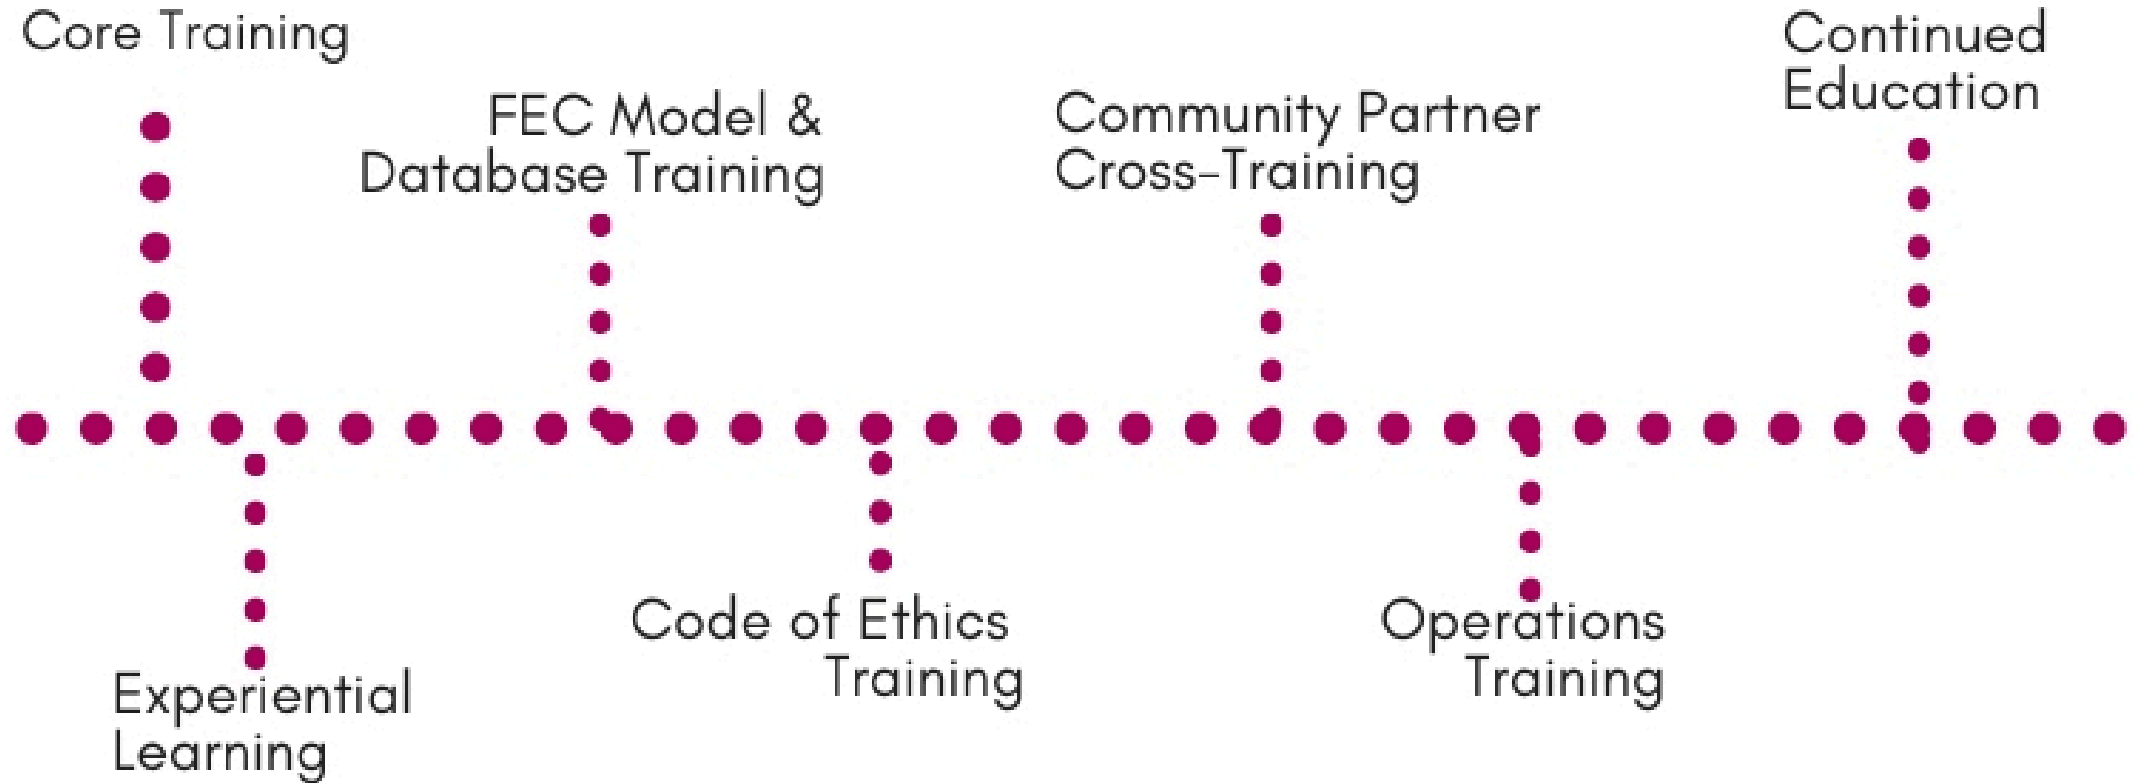 Core Training
Experiential
Learning
FEC Model &
Database Training
Code of Ethics
Training
Community Partner
Cross-Training
Operations
Training
Continued
Education